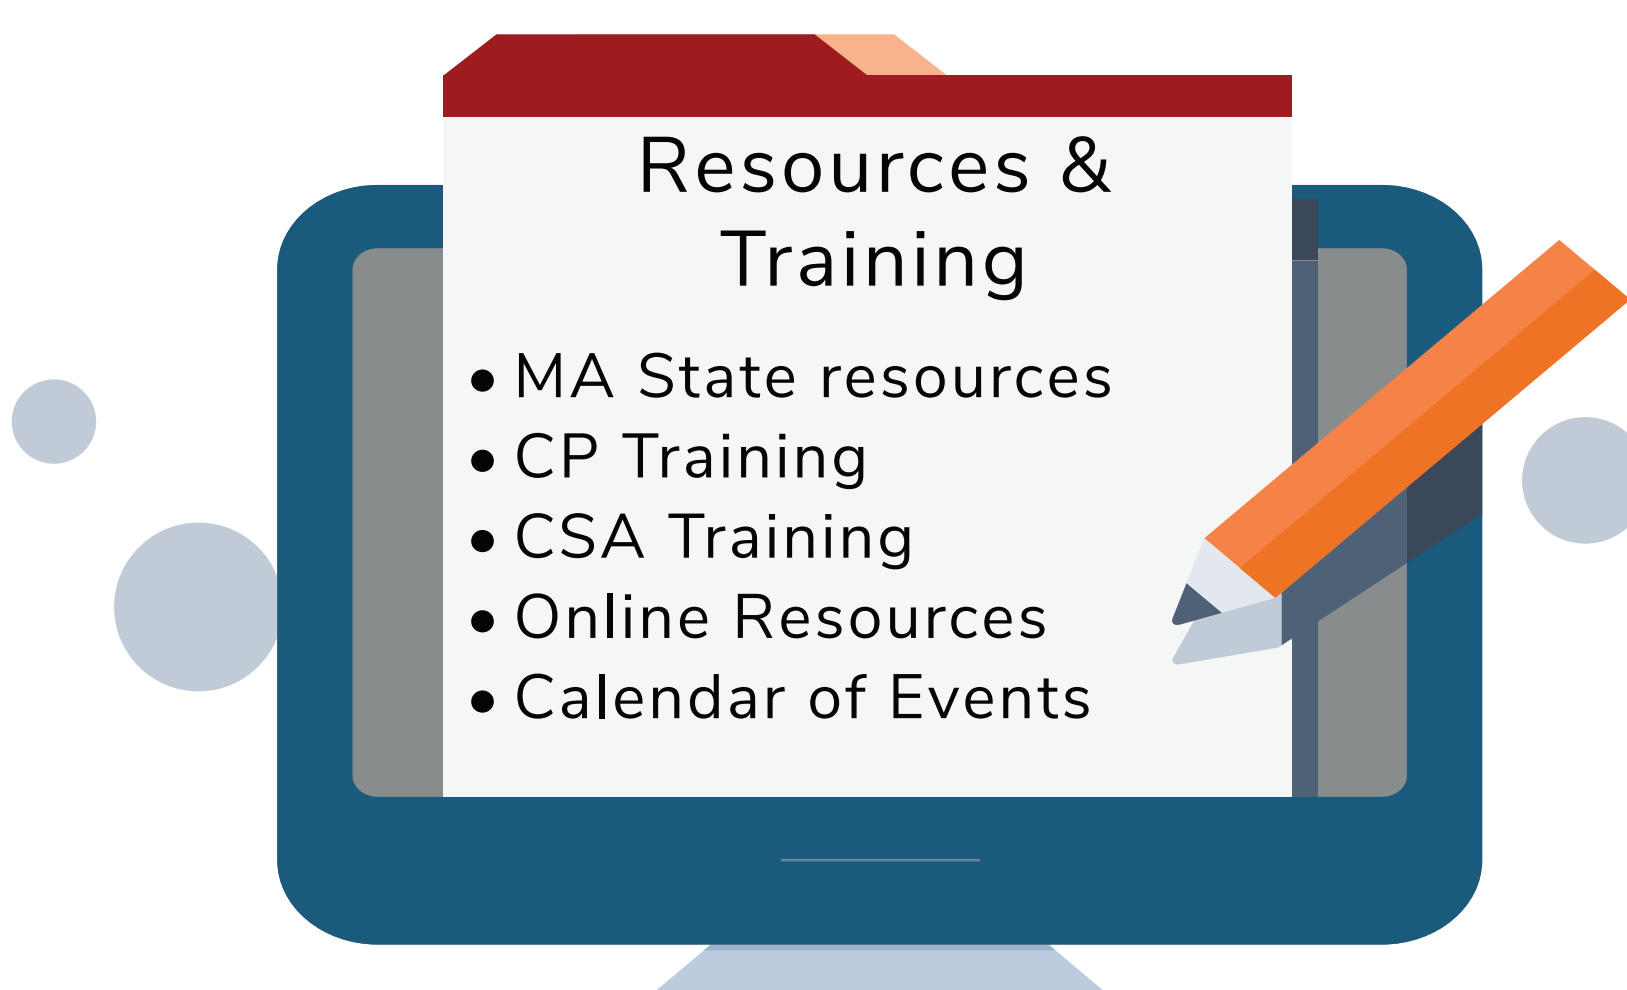 Resources &
Training
• MA State resources
• CP Training
• CSA Training
• Online Resources
• Calendar of Events